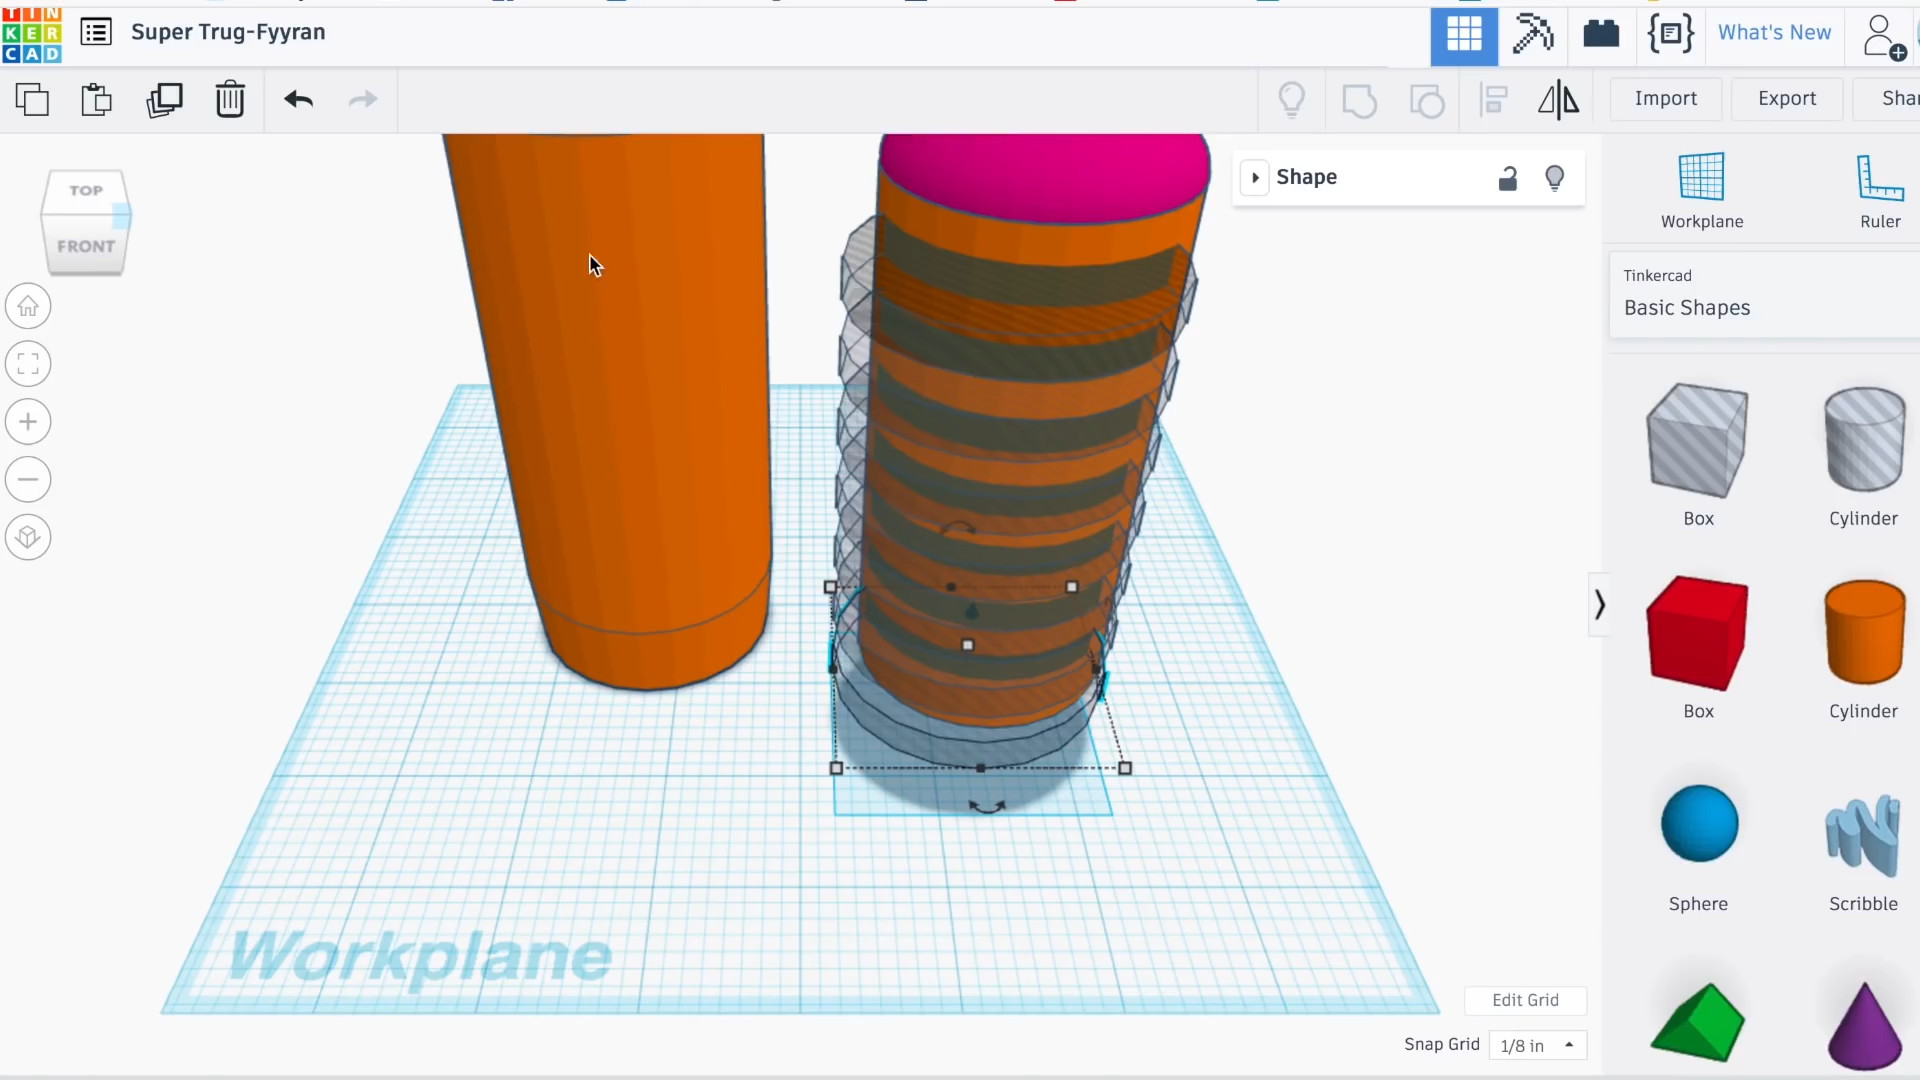 TIN
KER
CAD
Super Trug-Fyyran
What's New
Import
Export
Shar
TOP
FRONT
Shape
Workplane
Ruler
Tinkercad
Basic Shapes
Box
Cylinder
Box
Cylinder
Sphere
Scribble
Workplane
Edit Grid
Snap Grid
1/8 in